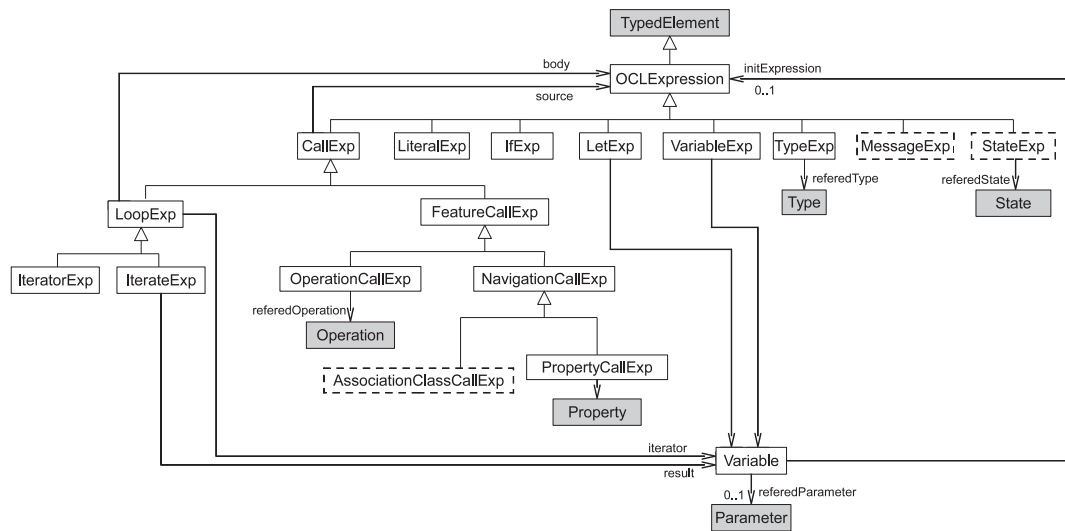 TypedElement
body
OCLExpression
initExpression
0..1
source
CallExp
LiteralExp
IfExp
LetExp
VariableExp
TypeExp
MessageExp
StateExp
referedType
referedState
Type
State
LoopExp
FeatureCallExp
IteratorExp
IterateExp
OperationCallExp
NavigationCallExp
referedOperation
Operation
AssociationClassCallExp
PropertyCallExp
Property
iterator
Variable
result
0..1
referedParameter
Parameter